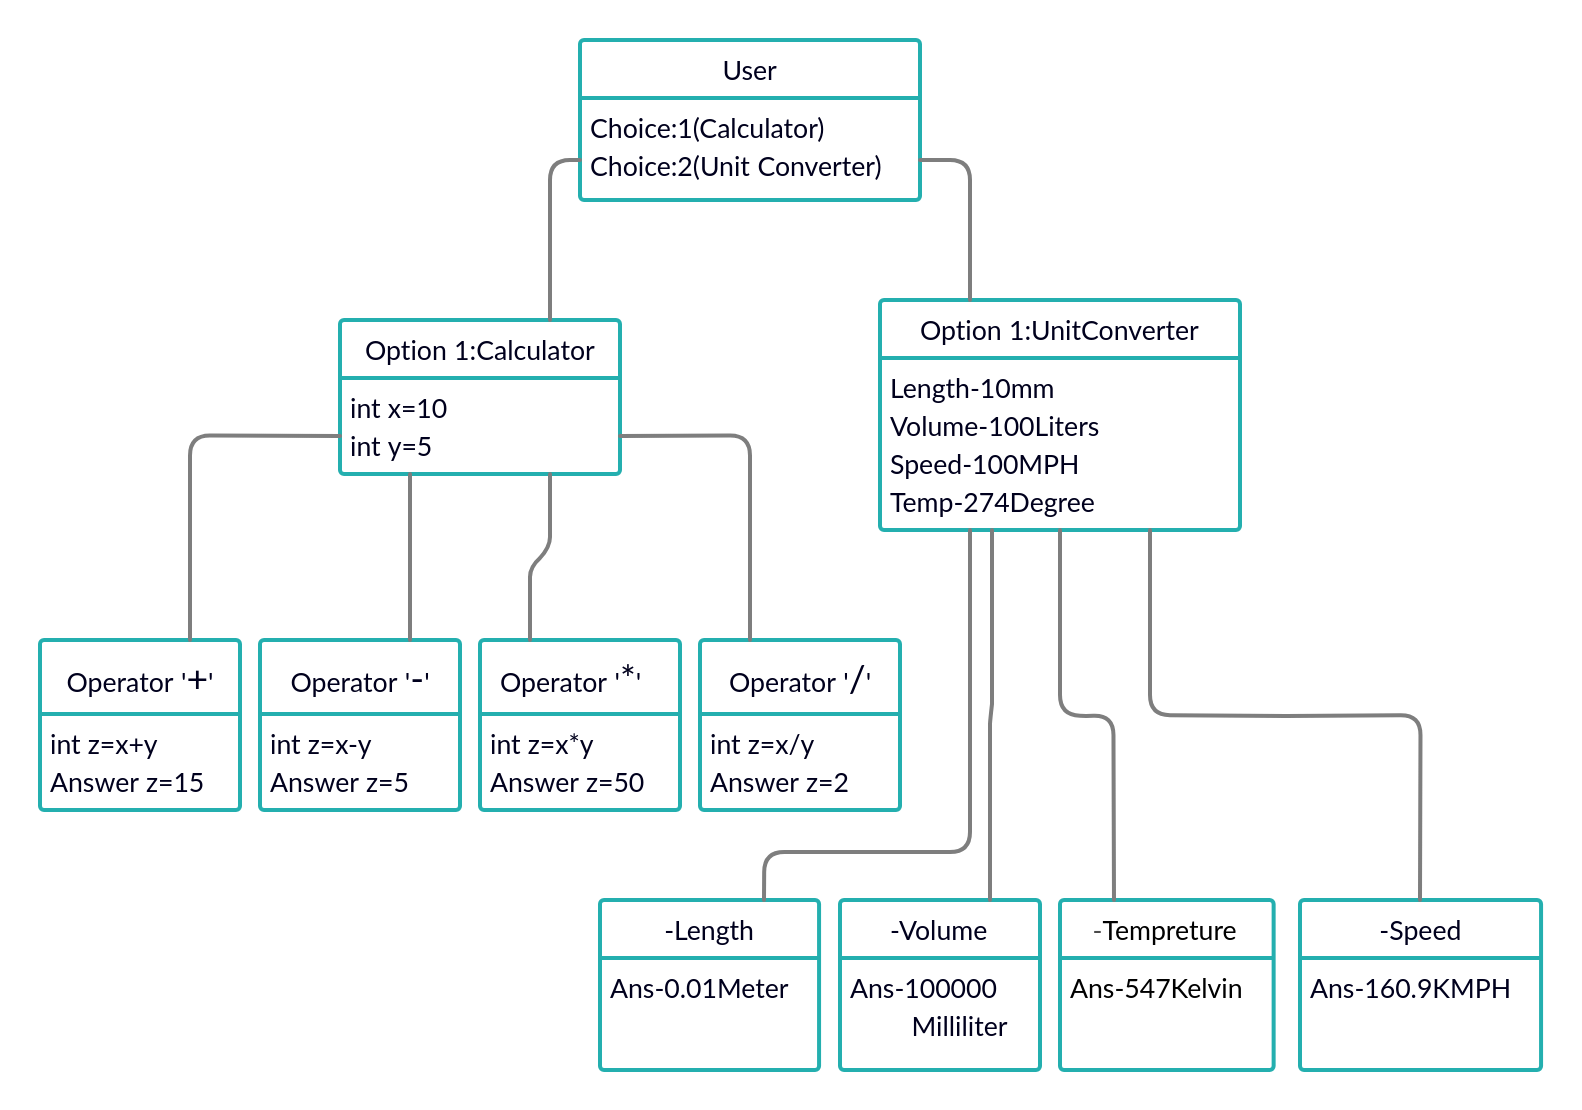 User
Choice:1(Calculator)
Choice:2(Unit Converter)
Option 1:Calculator
int x=10
int y=5
Option 1:UnitConverter
Length-10mm
Volume-100Liters
Speed-100MPH
Temp-274Degree
Operator '+'
int z=x+y
Answer z=15
Operator '-'
int z=x-y
Answer z=5
Operator '*'
int z=x*y
Answer z=50
Operator '/'
int z=x/y
Answer z=2
-Length
Ans-0.01Meter
-Volume
Ans-100000
Milliliter
-Tempreture
Ans-547Kelvin
-Speed
Ans-160.9KMPH